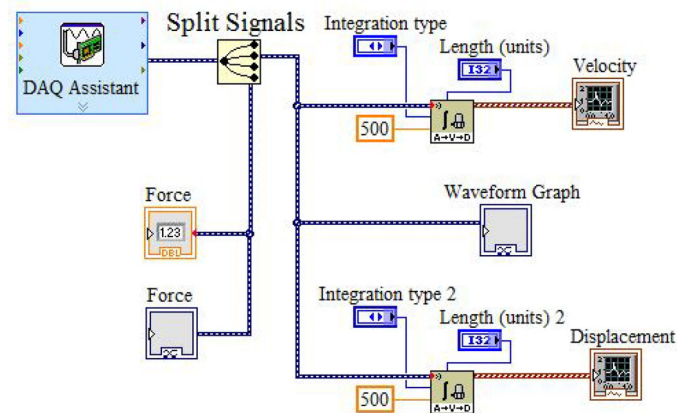 Split Signals
DAQ Assistant
Integration type
I32
Length (units)
Velocity
500
A→V→D
Force
1.23
DBL
Waveform Graph
Force
Integration type 2
Length (units) 2
I32
Displacement
500
A→V→D